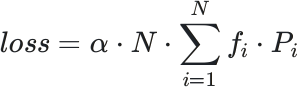 loss = α · N · ∑_{i=1}^{N} f_i · P_i